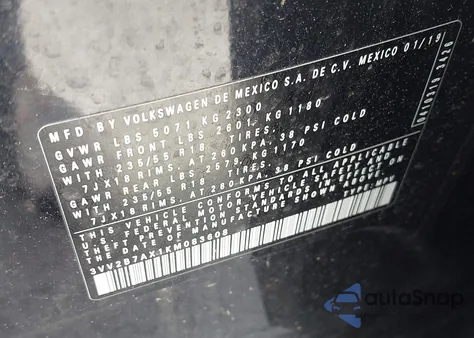 MFD BY VOLKSWAGEN DE MEXICO S.A. DE C.V. MEXICO 01/19
GVWR LBS 5071 KG 2300
GAWR FRONT LBS 2601, KG 1180
WITH 235/55 R18 TIRES,
7JX18 RIMS, AT 260 KPA, 38 PSI COLD
GAWR REAR LBS 2579, KG 1170
WITH 235/55 R18 TIRES,
7JX18 RIMS, AT 260 KPA, 38 PSI COLD
THIS VEHICLE CONFORMS TO ALL APPLICABLE
U.S. FEDERAL MOTOR VEHICLE SAFETY AND
THEFT PREVENTION STANDARDS IN EFFECT ON
THE DATE OF MANUFACTURE
3VV2B7AX1KM083608
autoSnap